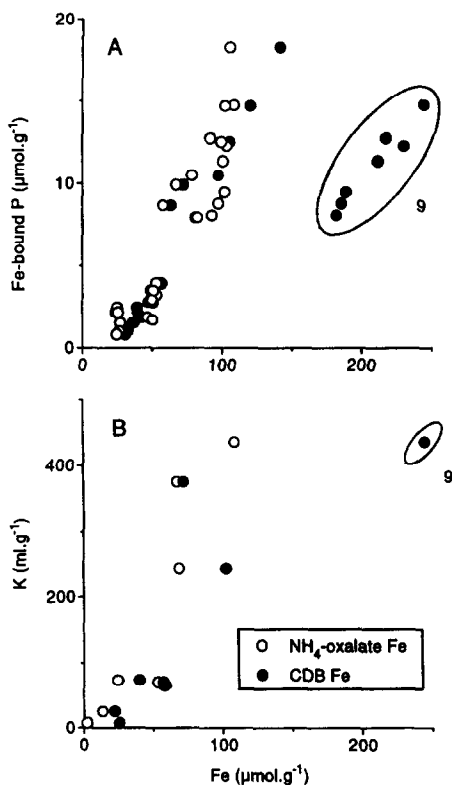 A
20
10
0
Fe-bound P (µmol.g⁻¹)
9
0
100
200
B
400
200
0
K (ml.g⁻¹)
9
NH₄-oxalate Fe
CDB Fe
0
100
200
Fe (µmol.g⁻¹)